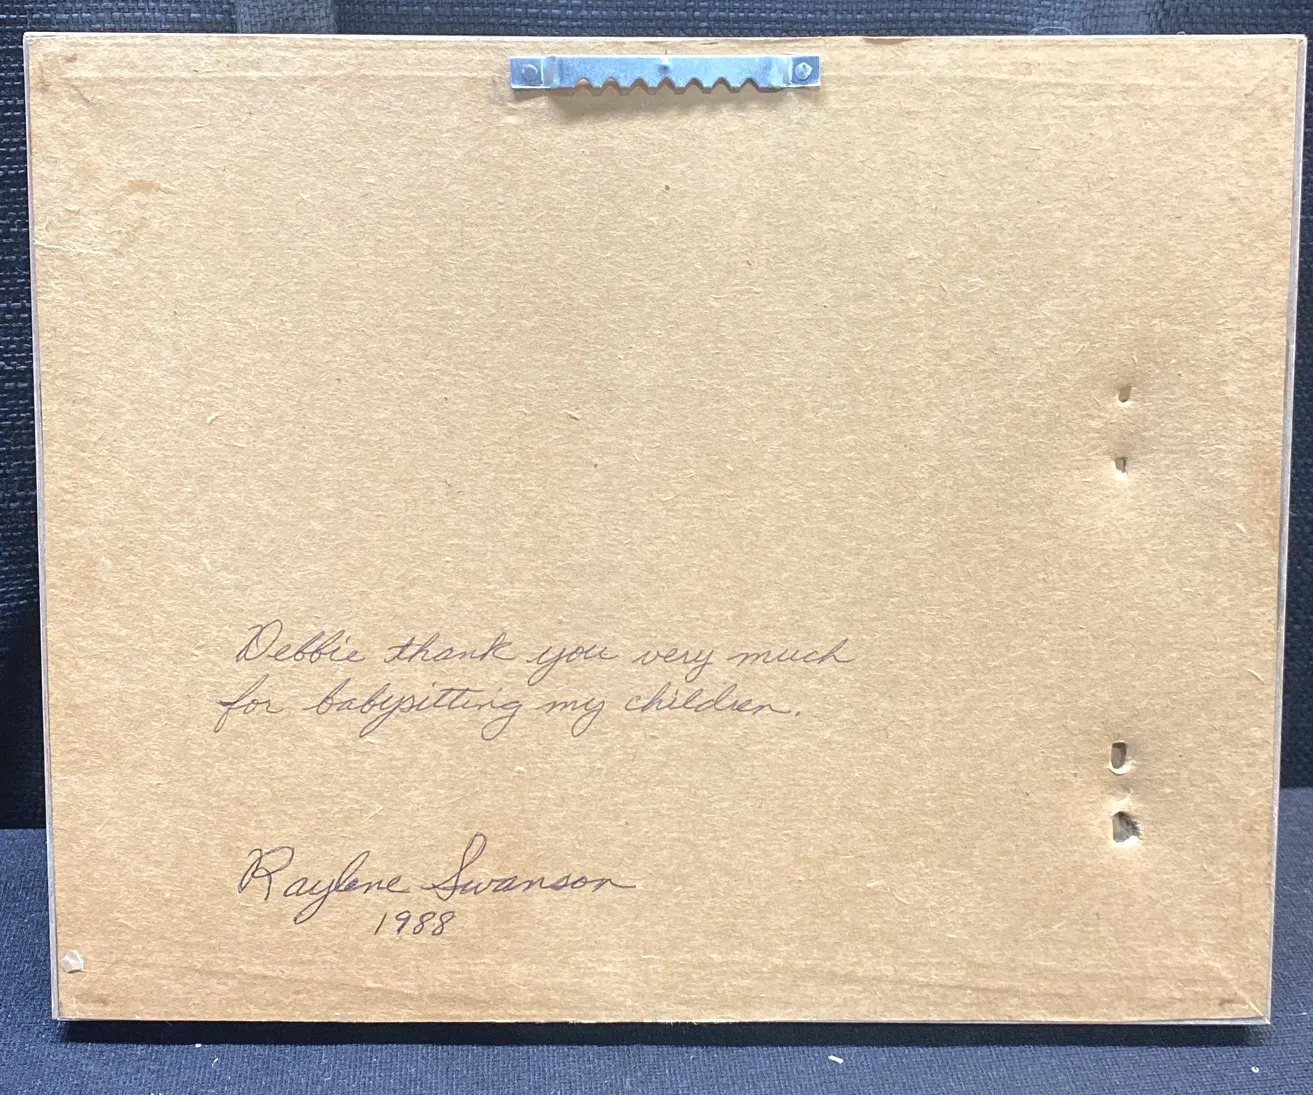 Debbie thank you very much
for babysitting my children.
Raylene Swanson
1988